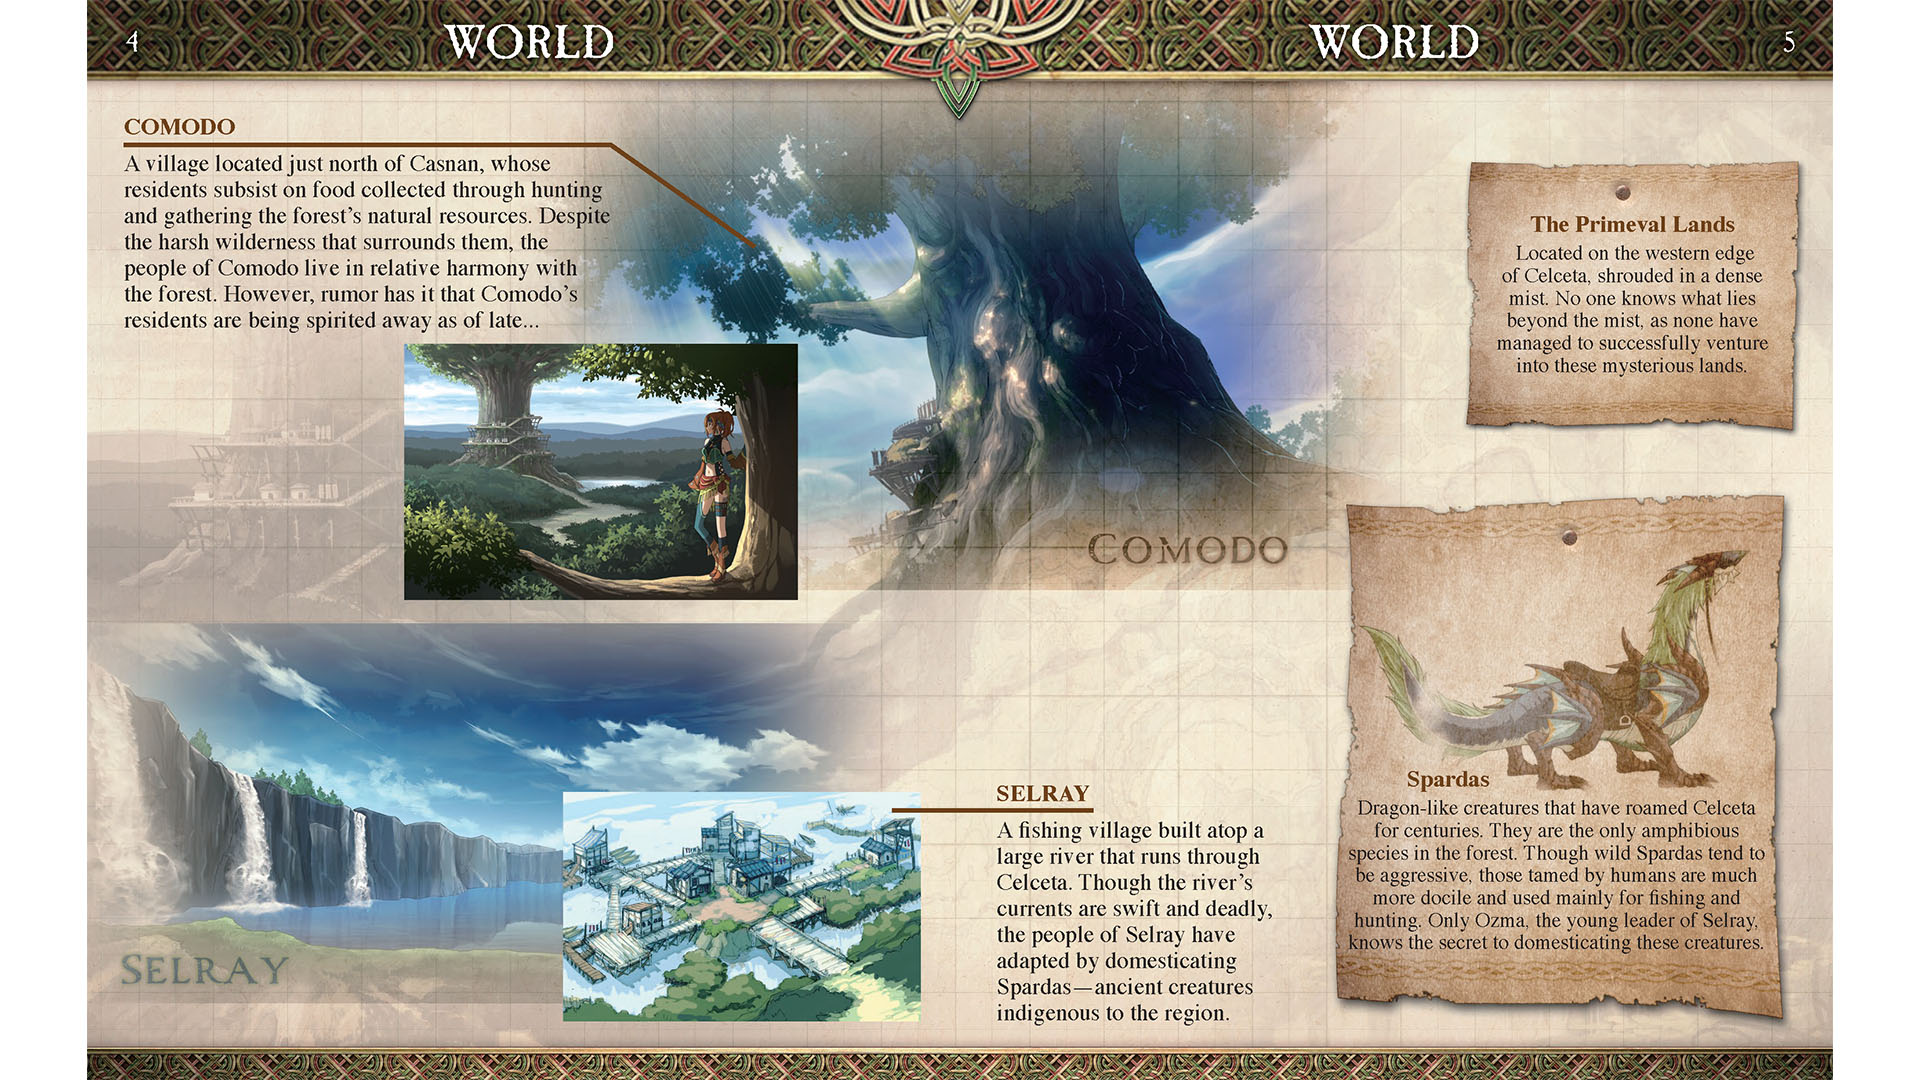 4
WORLD
WORLD
5
COMODO
A village located just north of Casnan, whose
residents subsist on food collected through hunting
and gathering the forest's natural resources. Despite
the harsh wilderness that surrounds them, the
people of Comodo live in relative harmony with
the forest. However, rumor has it that Comodo's
residents are being spirited away as of late...
COMODO
The Primeval Lands
Located on the western edge
of Celceta, shrouded in a dense
mist. No one knows what lies
beyond the mist, as none have
managed to successfully venture
into these mysterious lands.
SELRAY
SELRAY
A fishing village built atop a
large river that runs through
Celceta. Though the river's
currents are swift and deadly,
the people of Selray have
adapted by domesticating
Spardas—ancient creatures
indigenous to the region.
Spardas
Dragon-like creatures that have roamed Celceta
for centuries. They are the only amphibious
species in the forest. Though wild Spardas tend to
be aggressive, those tamed by humans are much
more docile and used mainly for fishing and
hunting. Only Ozma, the young leader of Selray,
knows the secret to domesticating these creatures.